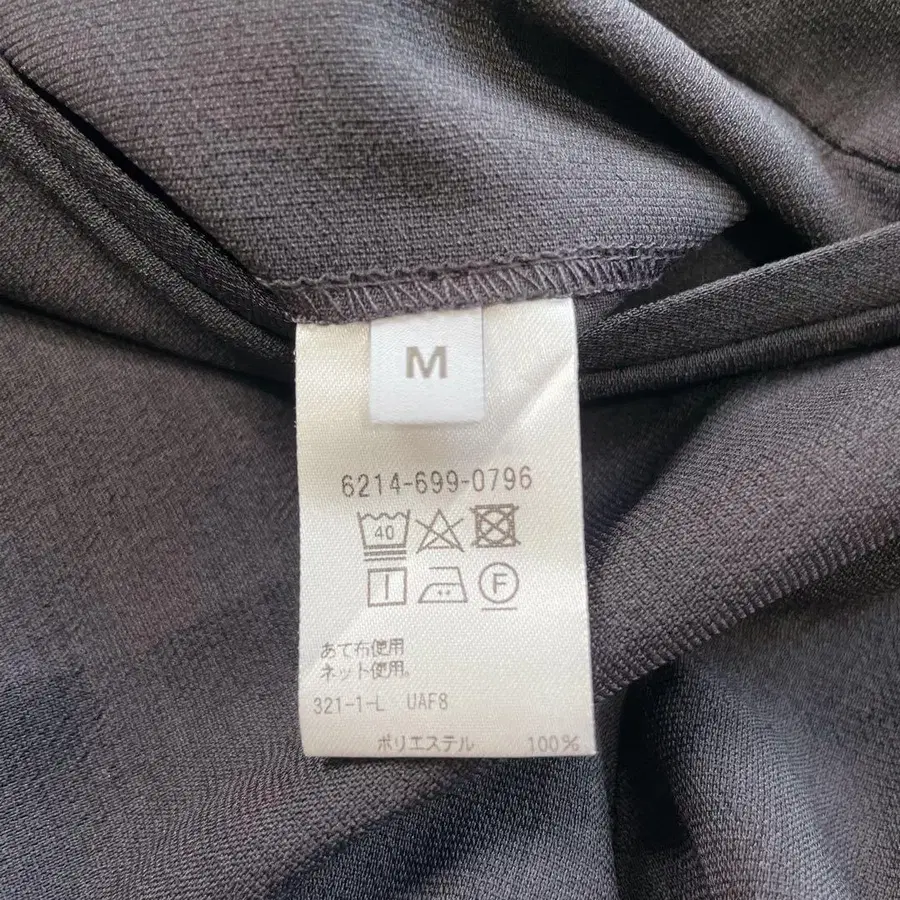 M
6214-699-0796
40
F
あて布使用
ネット使用。
321-1-L UAF8
ポリエステル 100%